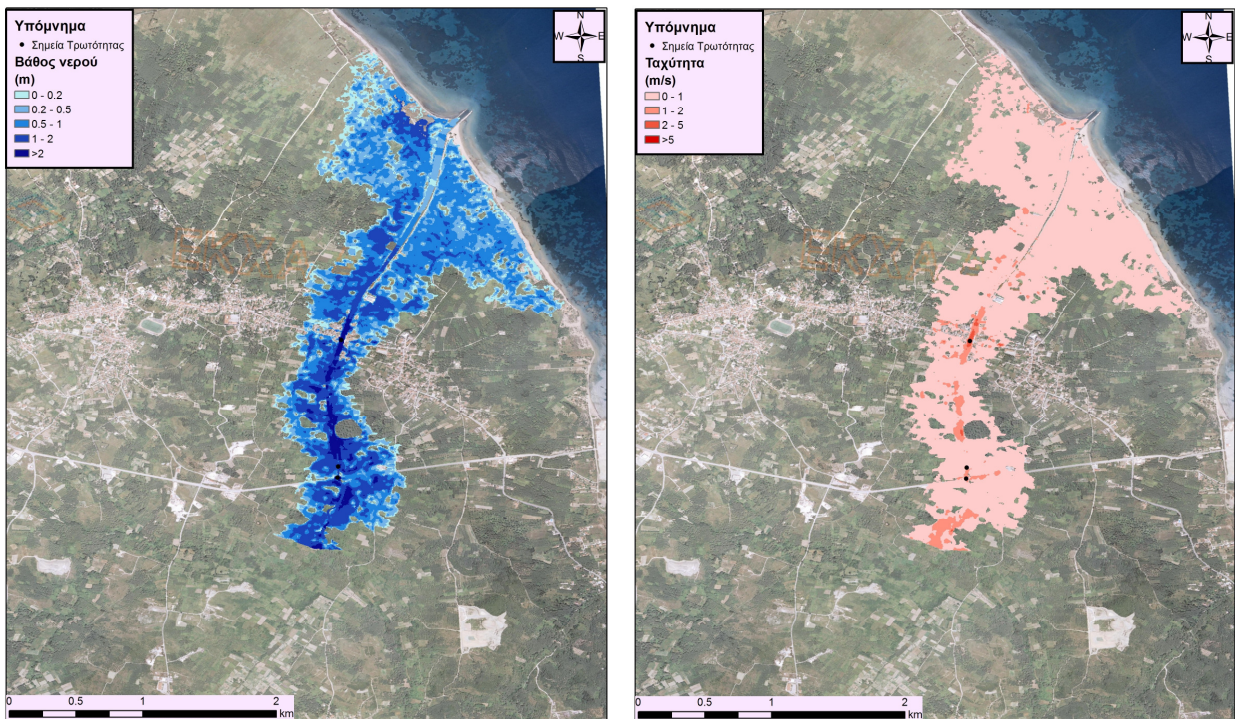 Υπόμνημα
Σημεία Τρωτότητας
Βάθος νερού
(m)
0 - 0.2
0.2 - 0.5
0.5 - 1
1 - 2
>2
N
W E
S
0 0.5 1 2
km
Υπόμνημα
Σημεία Τρωτότητας
Ταχύτητα
(m/s)
0 - 1
1 - 2
2 - 5
>5
N
W E
S
0 0.5 1 2
km